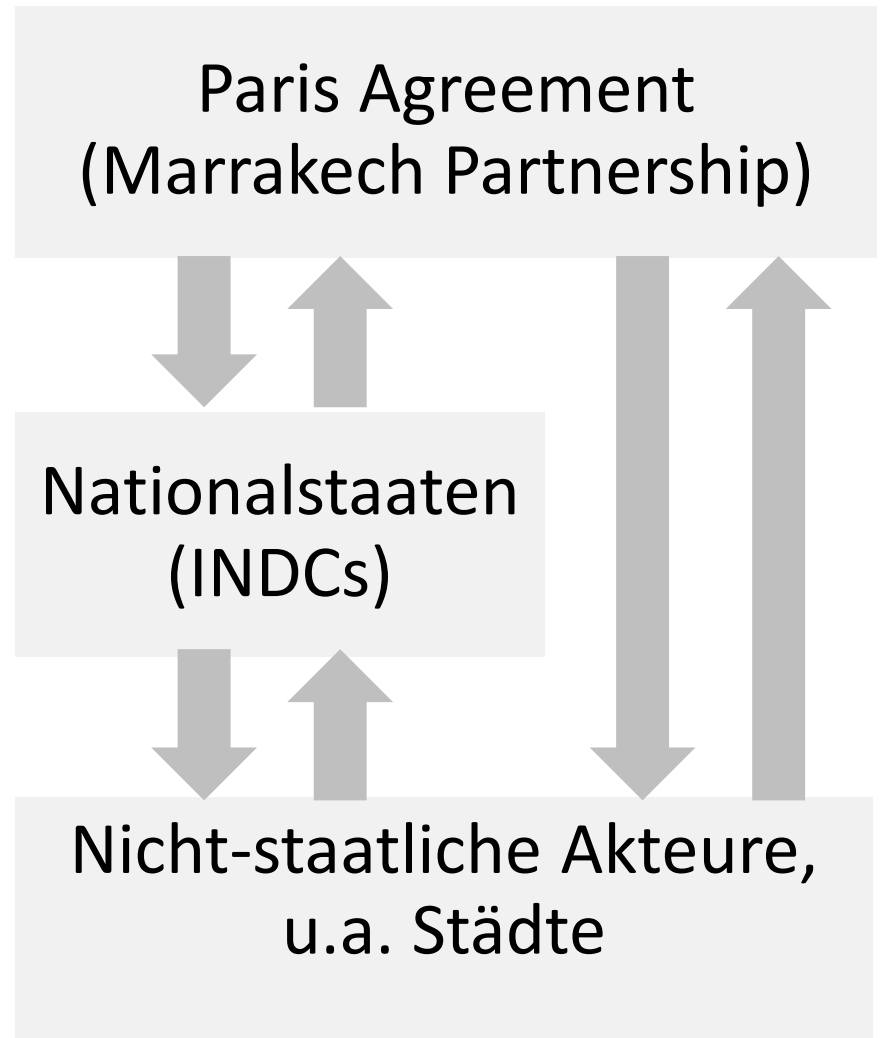 Paris Agreement
(Marrakech Partnership)
Nationalstaaten
(INDCs)
Nicht-staatliche Akteure,
u.a. Städte